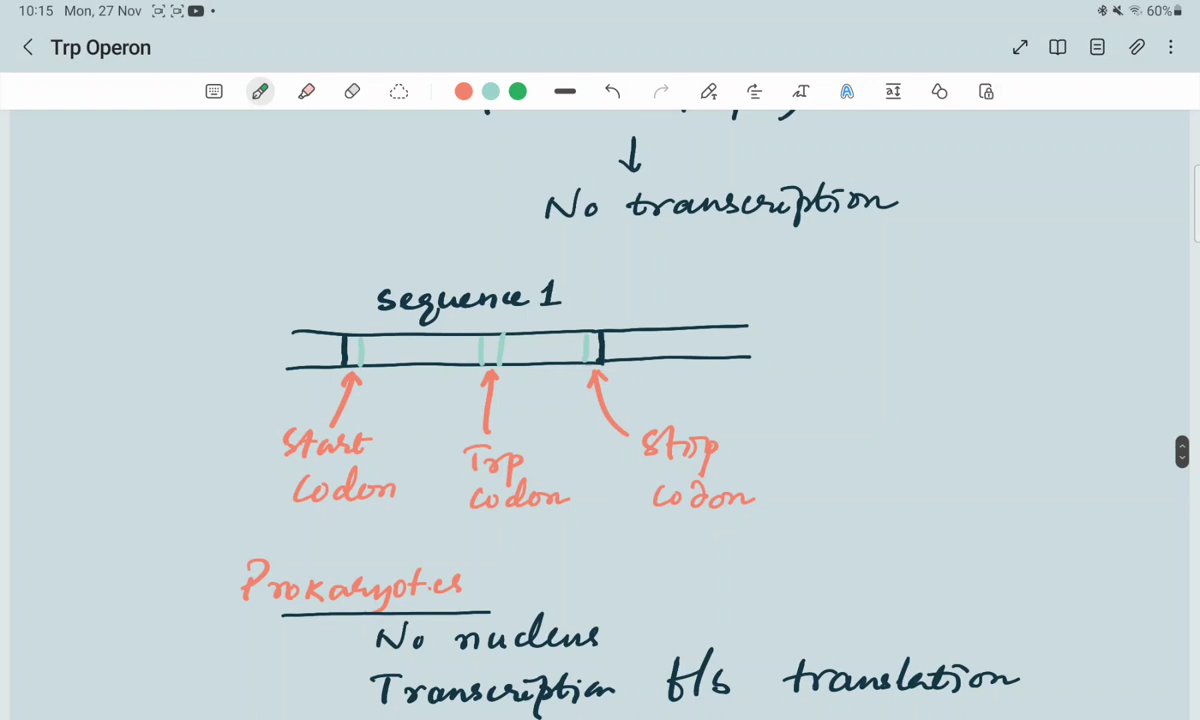 10:15 Mon, 27 Nov
60%
Trp Operon
No transcription
sequence 1
Start
codon
Trp
codon
Stop
codon
Prokaryotes
No nucleus
Transcription f/b translation